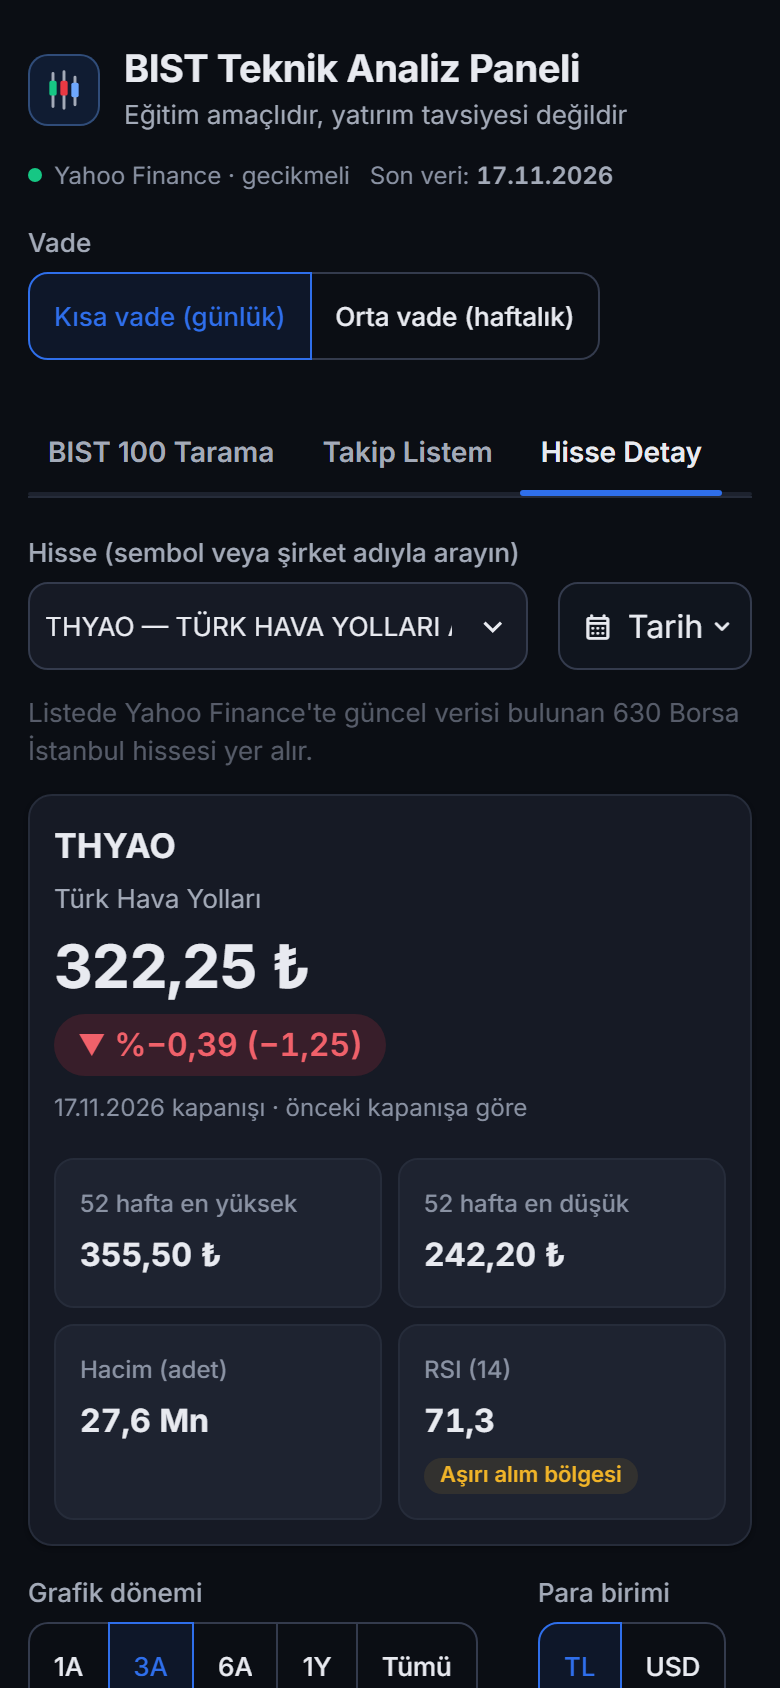 BIST Teknik Analiz Paneli
Eğitim amaçlıdır, yatırım tavsiyesi değildir
Yahoo Finance · gecikmeli Son veri: 17.11.2026
Vade
Kısa vade (günlük) Orta vade (haftalık)
BIST 100 Tarama Takip Listem Hisse Detay
Hisse (sembol veya şirket adıyla arayın)
THYAO — TÜRK HAVA YOLLARI Tarih
Listede Yahoo Finance'te güncel verisi bulunan 630 Borsa
İstanbul hissesi yer alır.
THYAO
Türk Hava Yolları
322,25 ₺
▼ %−0,39 (−1,25)
17.11.2026 kapanışı · önceki kapanışa göre
52 hafta en yüksek 52 hafta en düşük
355,50 ₺ 242,20 ₺
Hacim (adet) RSI (14)
27,6 Mn 71,3
Aşırı alım bölgesi
Grafik dönemi Para birimi
1A 3A 6A 1Y Tümü TL USD